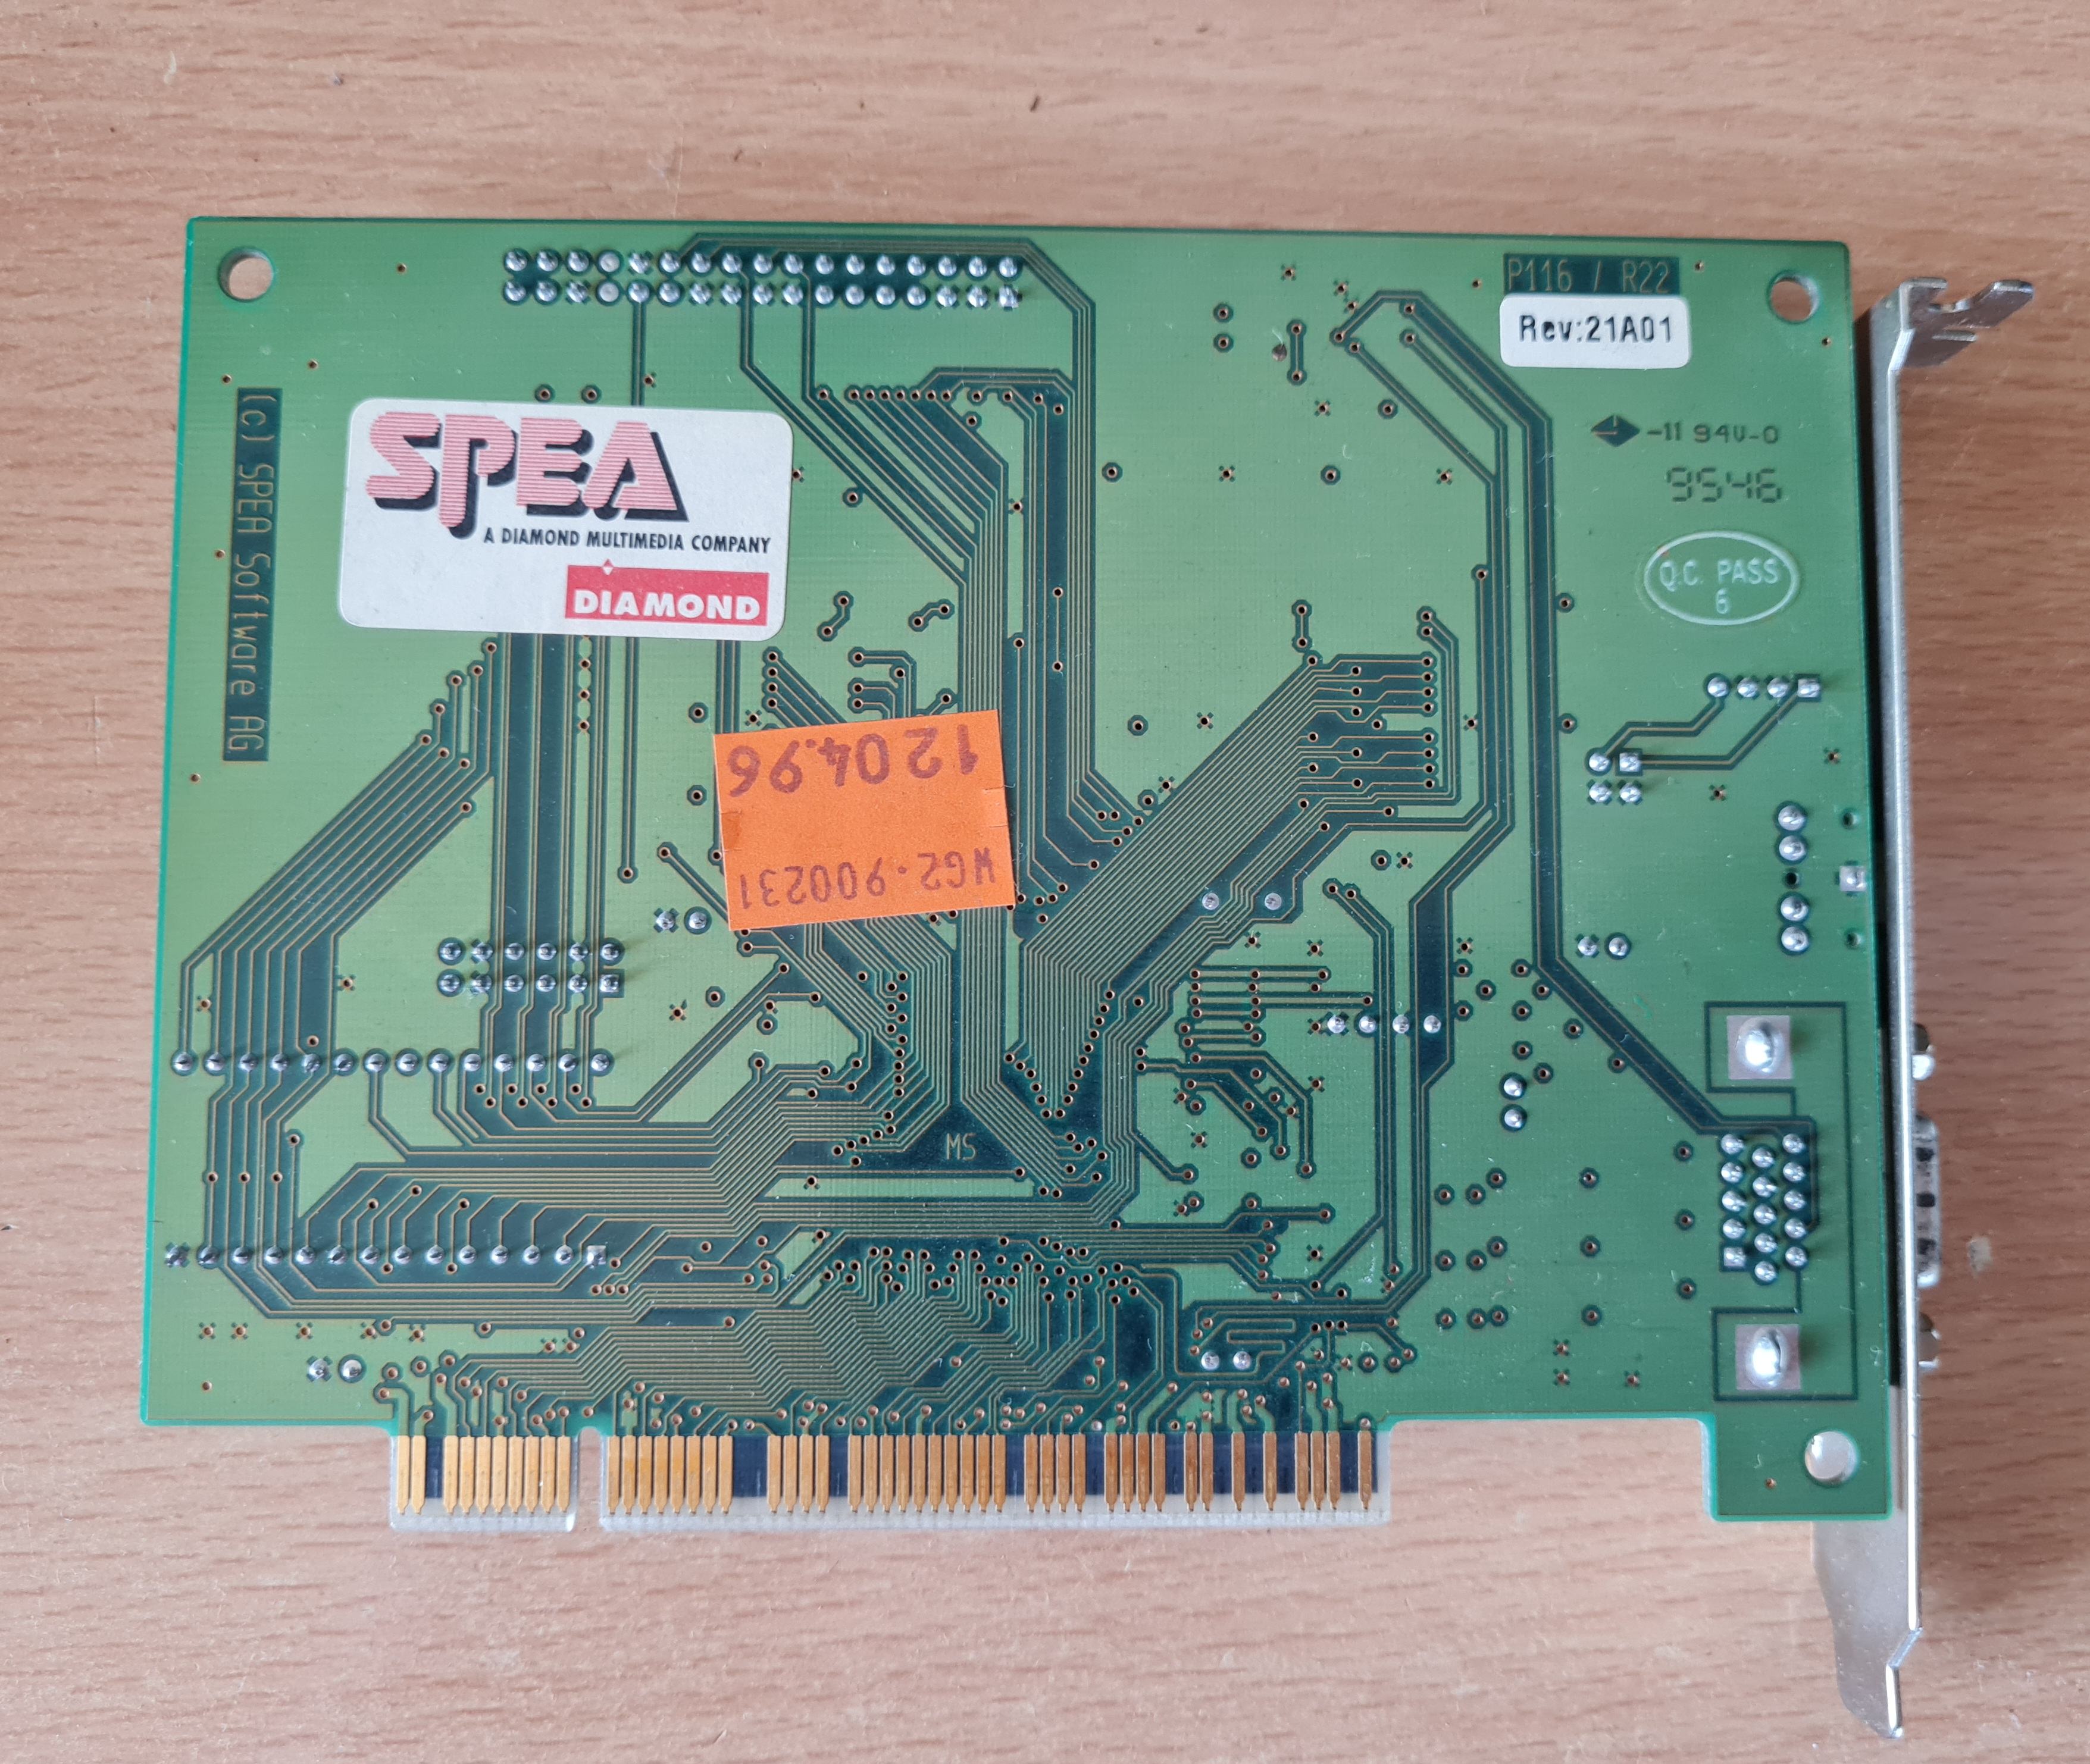 P116 / R22
Rev:21A01
(c) SPEA Software AG
SPEA
A DIAMOND MULTIMEDIA COMPANY
DIAMOND
-11 94V-0
9546
Q.C. PASS
6
12.04.96
WG2.900231
MS